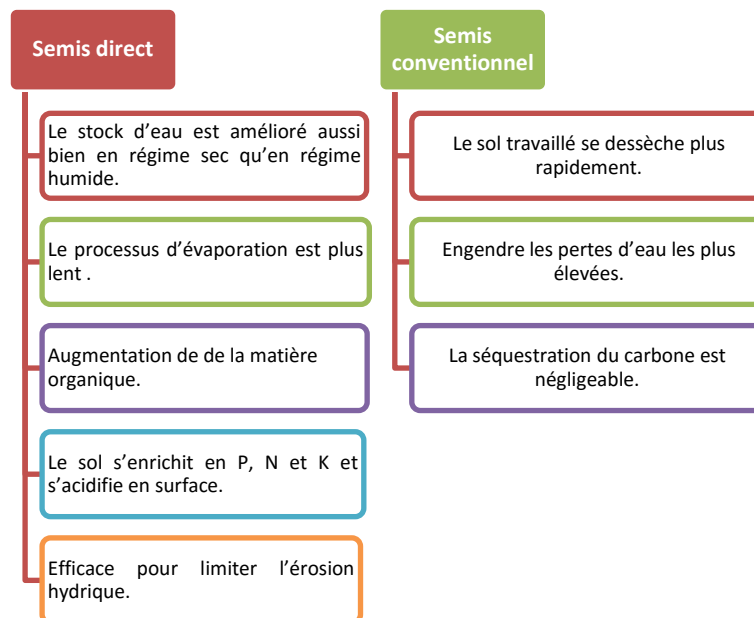 Semis direct
Le stock d'eau est amélioré aussi
bien en régime sec qu'en régime
humide.
Le processus d'évaporation est plus
lent .
Augmentation de de la matière
organique.
Le sol s'enrichit en P, N et K et
s'acidifie en surface.
Efficace pour limiter l'érosion
hydrique.
Semis
conventionnel
Le sol travaillé se dessèche plus
rapidement.
Engendre les pertes d'eau les plus
élevées.
La séquestration du carbone est
négligeable.